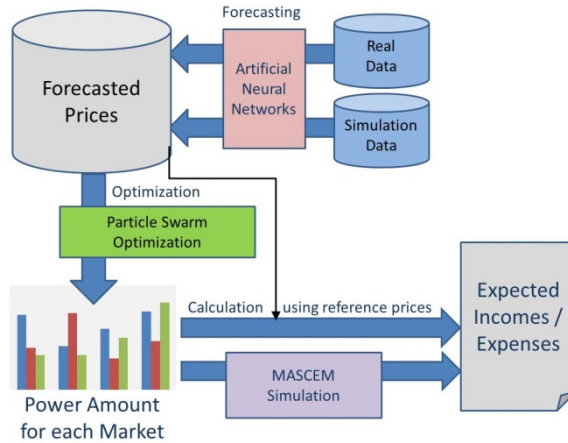 Forecasting
Real
Data
Artificial
Neural
Networks
Forecasted
Prices
Simulation
Data
Optimization
Particle Swarm
Optimization
Calculation using reference prices
Expected
Incomes /
Expenses
MASCEM
Simulation
Power Amount
for each Market